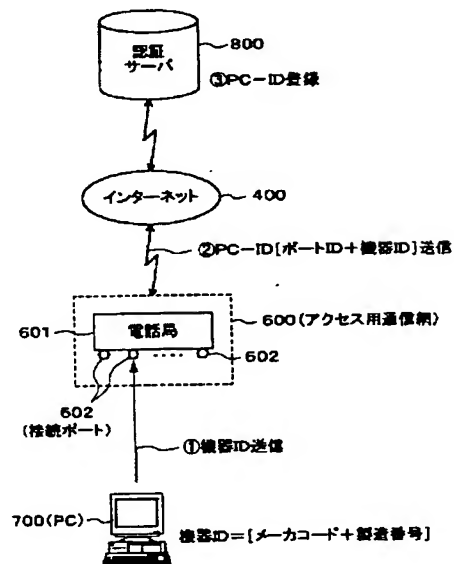 認証
サーバ
800
③PC-ID登録
インターネット
400
②PC-ID[ポートID+機器ID]送信
601
電話局
600(アクセス用通信網)
602
602
(接続ポート)
①機器ID送信
700(PC)
機器ID=[メーカコード+製造番号]